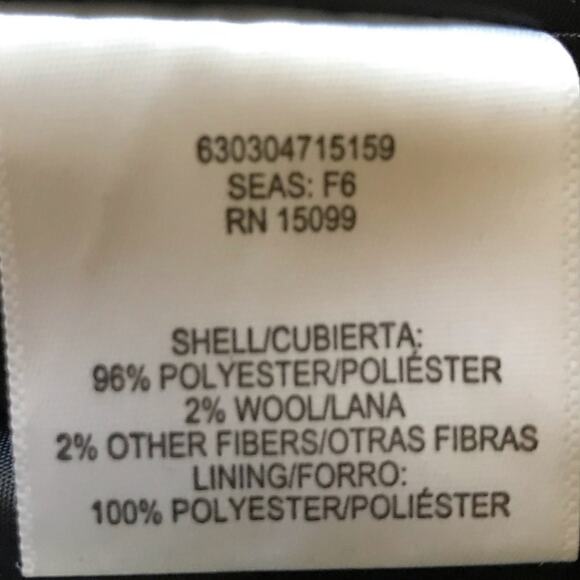 630304715159
SEAS: F6
RN 15099
SHELL/CUBIERTA:
96% POLYESTER/POLIÉSTER
2% WOOL/LANA
2% OTHER FIBERS/OTRAS FIBRAS
LINING/FORRO:
100% POLYESTER/POLIÉSTER